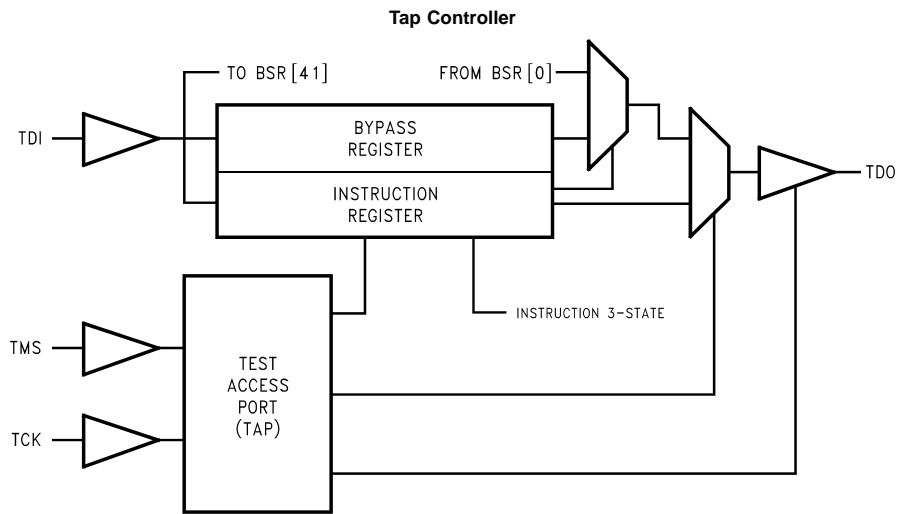 Tap Controller
TO BSR [41]
FROM BSR [0]
TDI
BYPASS
REGISTER
TDO
INSTRUCTION
REGISTER
INSTRUCTION 3-STATE
TMS
TEST
ACCESS
PORT
(TAP)
TCK